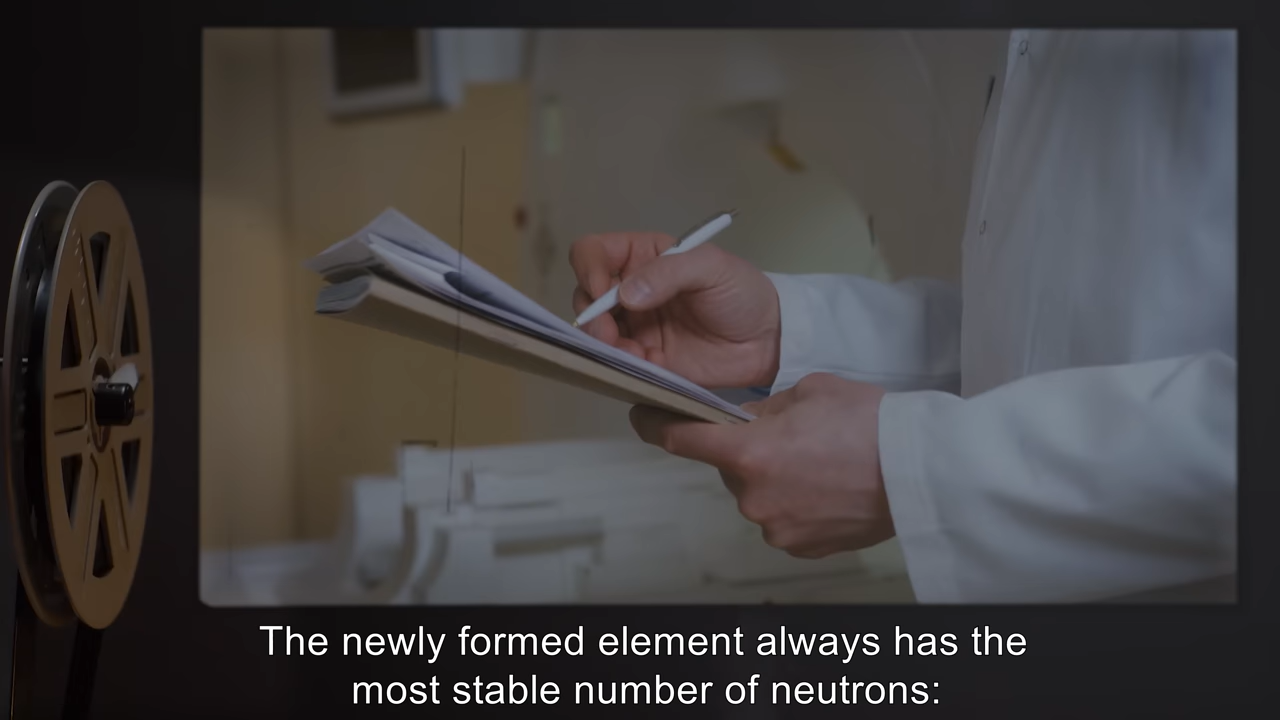 The newly formed element always has the
most stable number of neutrons: